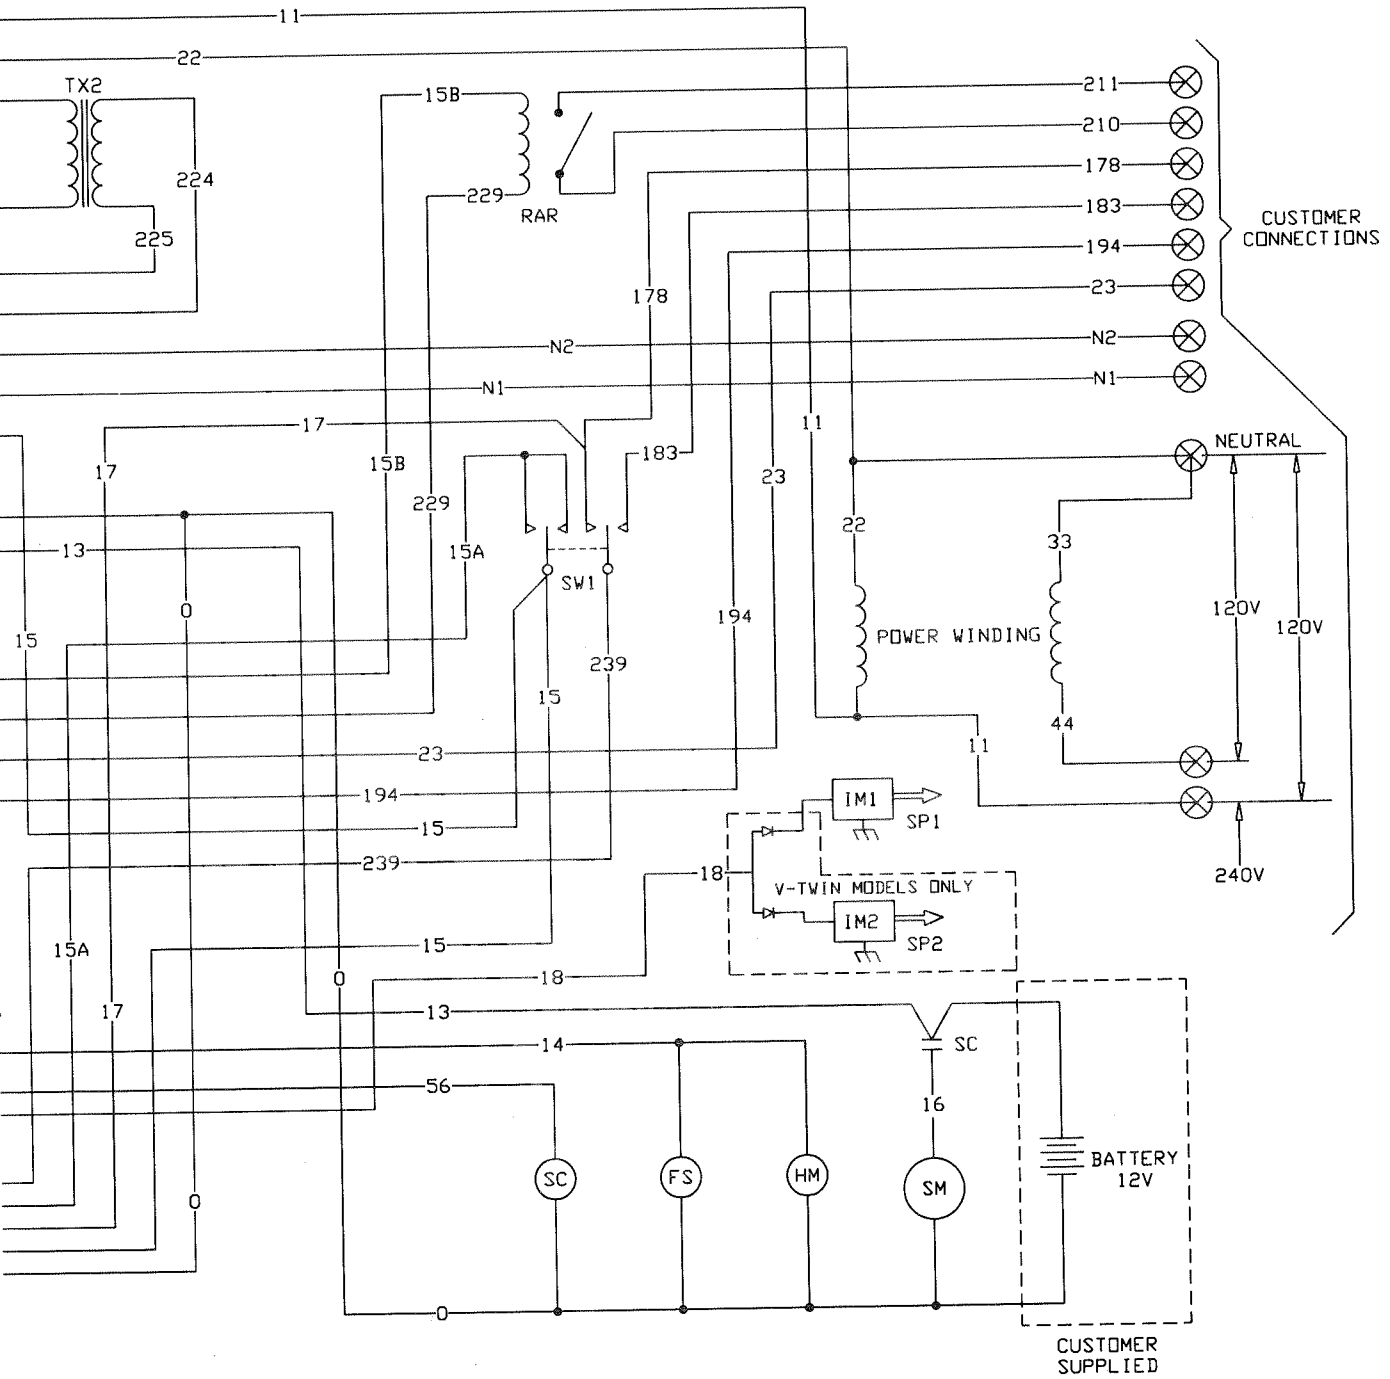 11
22
TX2
15B
211
210
178
183
194
23
N2
N1
CUSTOMER
CONNECTIONS
224
225
229
RAR
178
N2
N1
17
17
15B
229
183
11
23
NEUTRAL
13
15A
SW1
22
33
0
15
239
15
194
POWER WINDING
120V
120V
44
11
23
194
15
239
IM1
SP1
18
V-TWIN MODELS ONLY
IM2
SP2
240V
15A
15
0
18
17
13
SC
14
56
16
SC
FS
HM
SM
BATTERY
12V
0
0
CUSTOMER
SUPPLIED